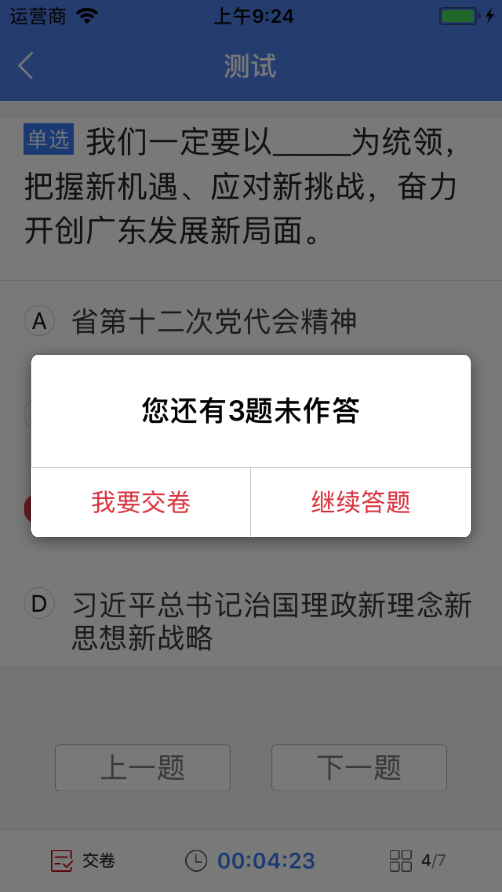 运营商
上午9:24
测试
单选 我们一定要以_____为统领,
把握新机遇、应对新挑战，奋力
开创广东发展新局面。
A 省第十二次党代会精神
您还有3题未作答
我要交卷
继续答题
D 习近平总书记治国理政新理念新
思想新战略
上一题
下一题
交卷
00:04:23
4/7